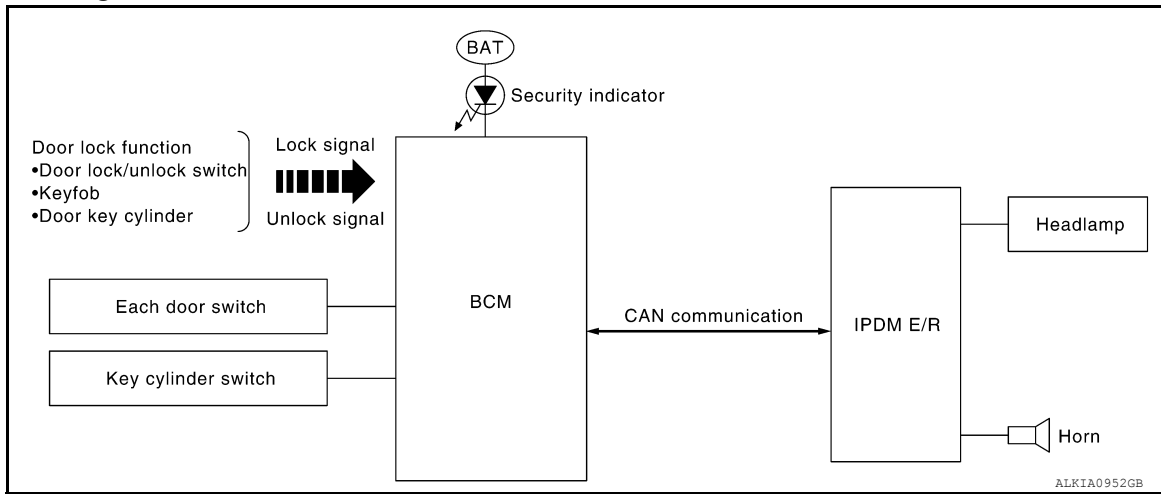 BAT
Security indicator
Door lock function
•Door lock/unlock switch
•Keyfob
•Door key cylinder
Lock signal
Unlock signal
Each door switch
Key cylinder switch
BCM
CAN communication
IPDM E/R
Headlamp
Horn
ALKIA0952GB